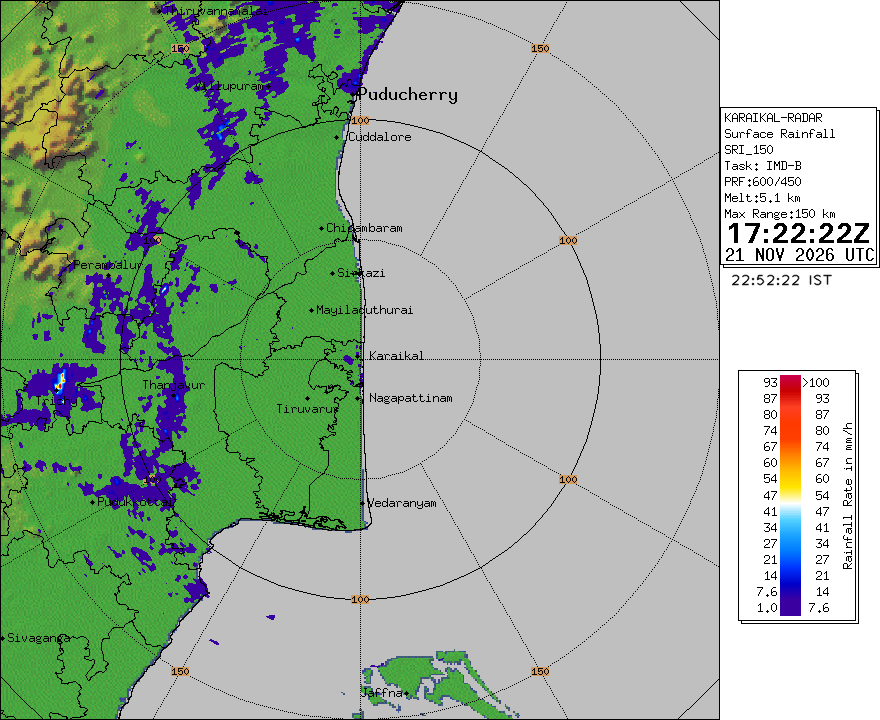 Thiruvannamalai
150
150
Villupuram
Puducherry
100
Cuddalore
Chidambaram
100
Perambalur
Sirkazi
Mayiladuthurai
Karaikal
Thanjavur
Nagapattinam
Tiruvarur
100
Pudukkottai
Vedaranyam
100
Sivaganga
150
150
Jaffna
KARAIKAL-RADAR
Surface Rainfall
SRI_150
Task: IMD-B
PRF:600/450
Melt:5.1 km
Max Range:150 km
17:22:22Z
21 NOV 2026 UTC
22:52:22 IST
93 >100
87 93
80 87
74 80
67 74
60 67
54 60
47 54
41 47
34 41
27 34
21 27
14 21
7.6 14
1.0 7.6
Rainfall Rate in mm/h